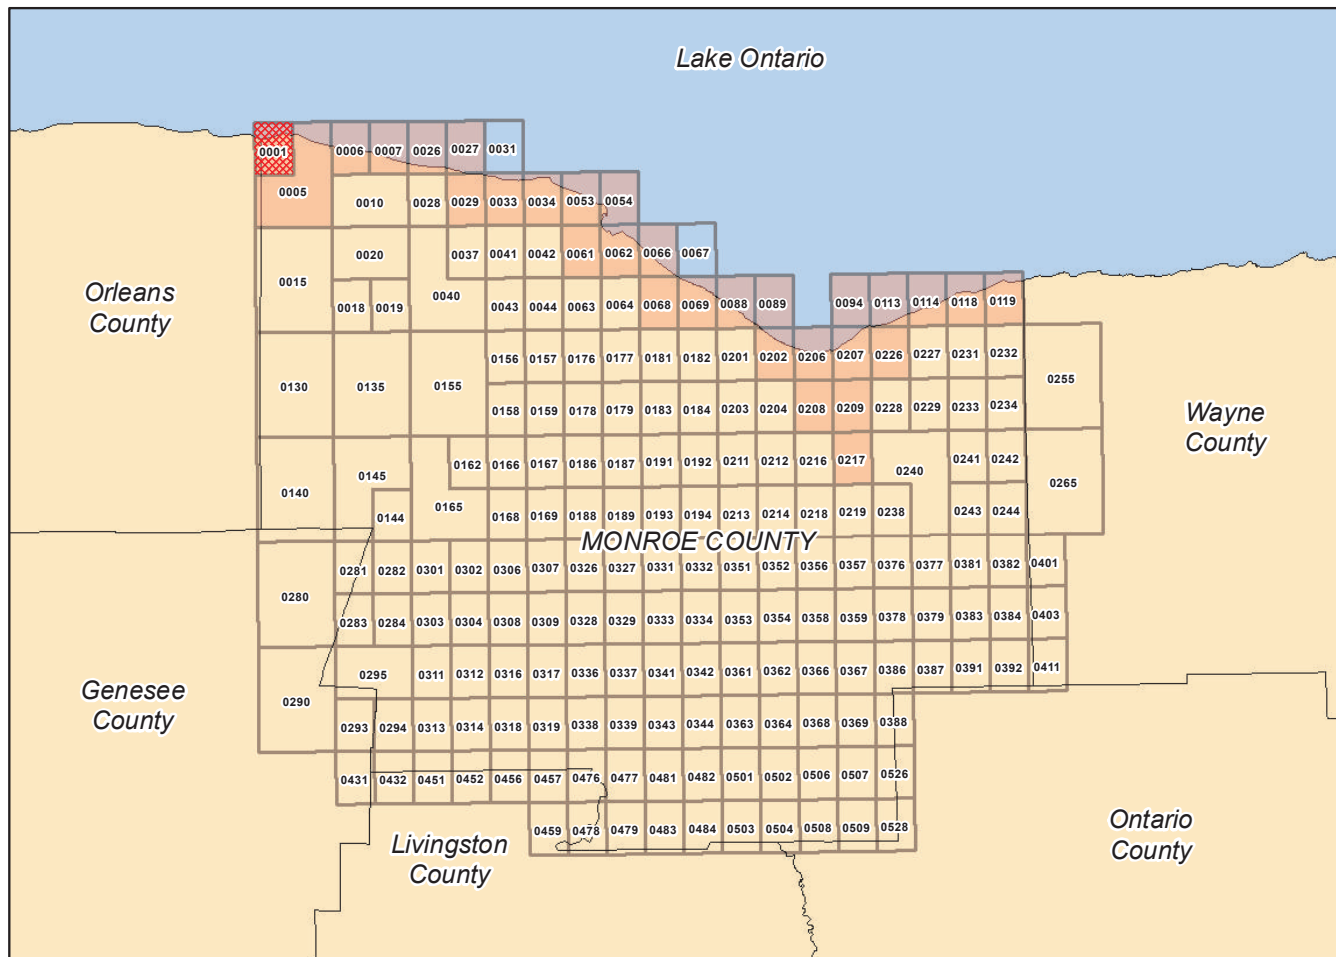 Lake Ontario
0001 0006 0007 0026 0027 0031
0005 0010 0028 0029 0033 0034 0053 0054
0015 0020 0037 0041 0042 0061 0062 0066 0067
Orleans
County
0018 0019 0040 0043 0044 0063 0064 0068 0069 0088 0089 0094 0113 0114 0118 0119
0130 0135 0155 0156 0157 0176 0177 0181 0182 0201 0202 0206 0207 0226 0227 0231 0232 0255
0158 0159 0178 0179 0183 0184 0203 0204 0208 0209 0228 0229 0233 0234
Wayne
County
0140 0145 0162 0166 0167 0186 0187 0191 0192 0211 0212 0216 0217 0240 0241 0242 0265
0144 0165 0168 0169 0188 0189 0193 0194 0213 0214 0218 0219 0238 0243 0244
MONROE COUNTY
0280 0281 0282 0301 0302 0306 0307 0326 0327 0331 0332 0351 0352 0356 0357 0376 0377 0381 0382 0401
0283 0284 0303 0304 0308 0309 0328 0329 0333 0334 0353 0354 0358 0359 0378 0379 0383 0384 0403
0290 0295 0311 0312 0316 0317 0336 0337 0341 0342 0361 0362 0366 0367 0386 0387 0391 0392 0411
Genesee
County
0293 0294 0313 0314 0318 0319 0338 0339 0343 0344 0363 0364 0368 0369 0388
0431 0432 0451 0452 0456 0457 0476 0477 0481 0482 0501 0502 0506 0507 0526
0459 0478 0479 0483 0484 0503 0504 0508 0509 0528
Livingston
County
Ontario
County